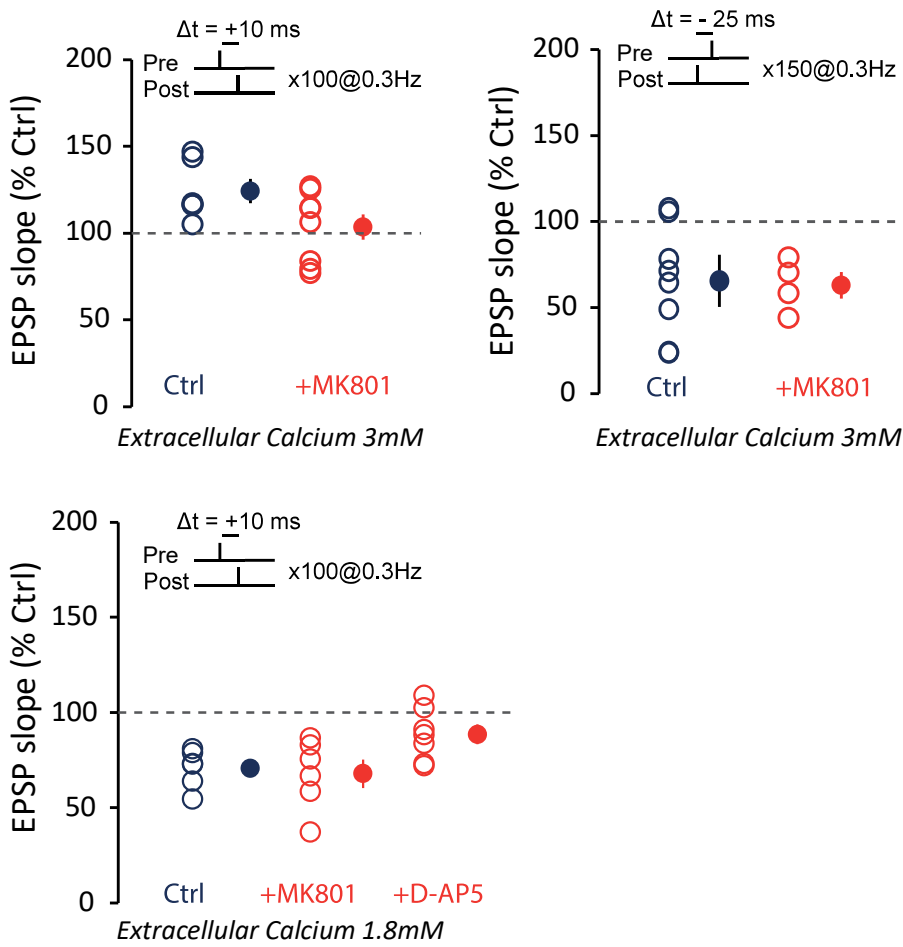 Δt = +10 ms
Pre
Post
x100@0.3Hz
EPSP slope (% Ctrl)
200
150
100
50
0
Ctrl
+MK801
Extracellular Calcium 3mM
Δt = - 25 ms
Pre
Post
x150@0.3Hz
EPSP slope (% Ctrl)
200
150
100
50
0
Ctrl
+MK801
Extracellular Calcium 3mM
Δt = +10 ms
Pre
Post
x100@0.3Hz
EPSP slope (% Ctrl)
200
150
100
50
0
Ctrl
+MK801
+D-AP5
Extracellular Calcium 1.8mM